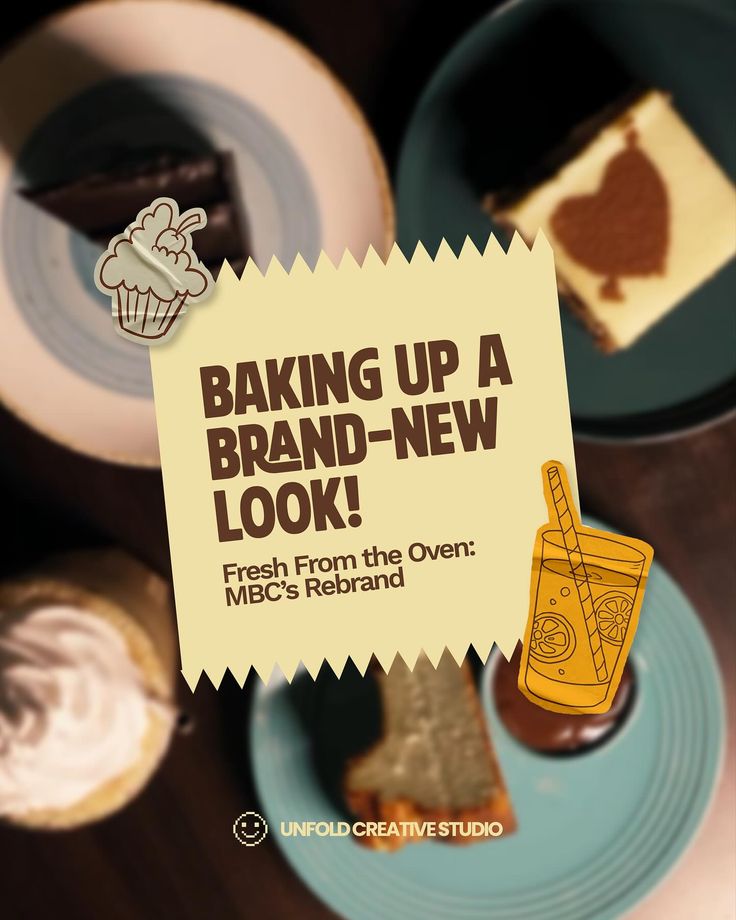 BAKING UP A
BRAND-NEW
LOOK!
Fresh From the Oven:
MBC's Rebrand
UNFOLD CREATIVE STUDIO